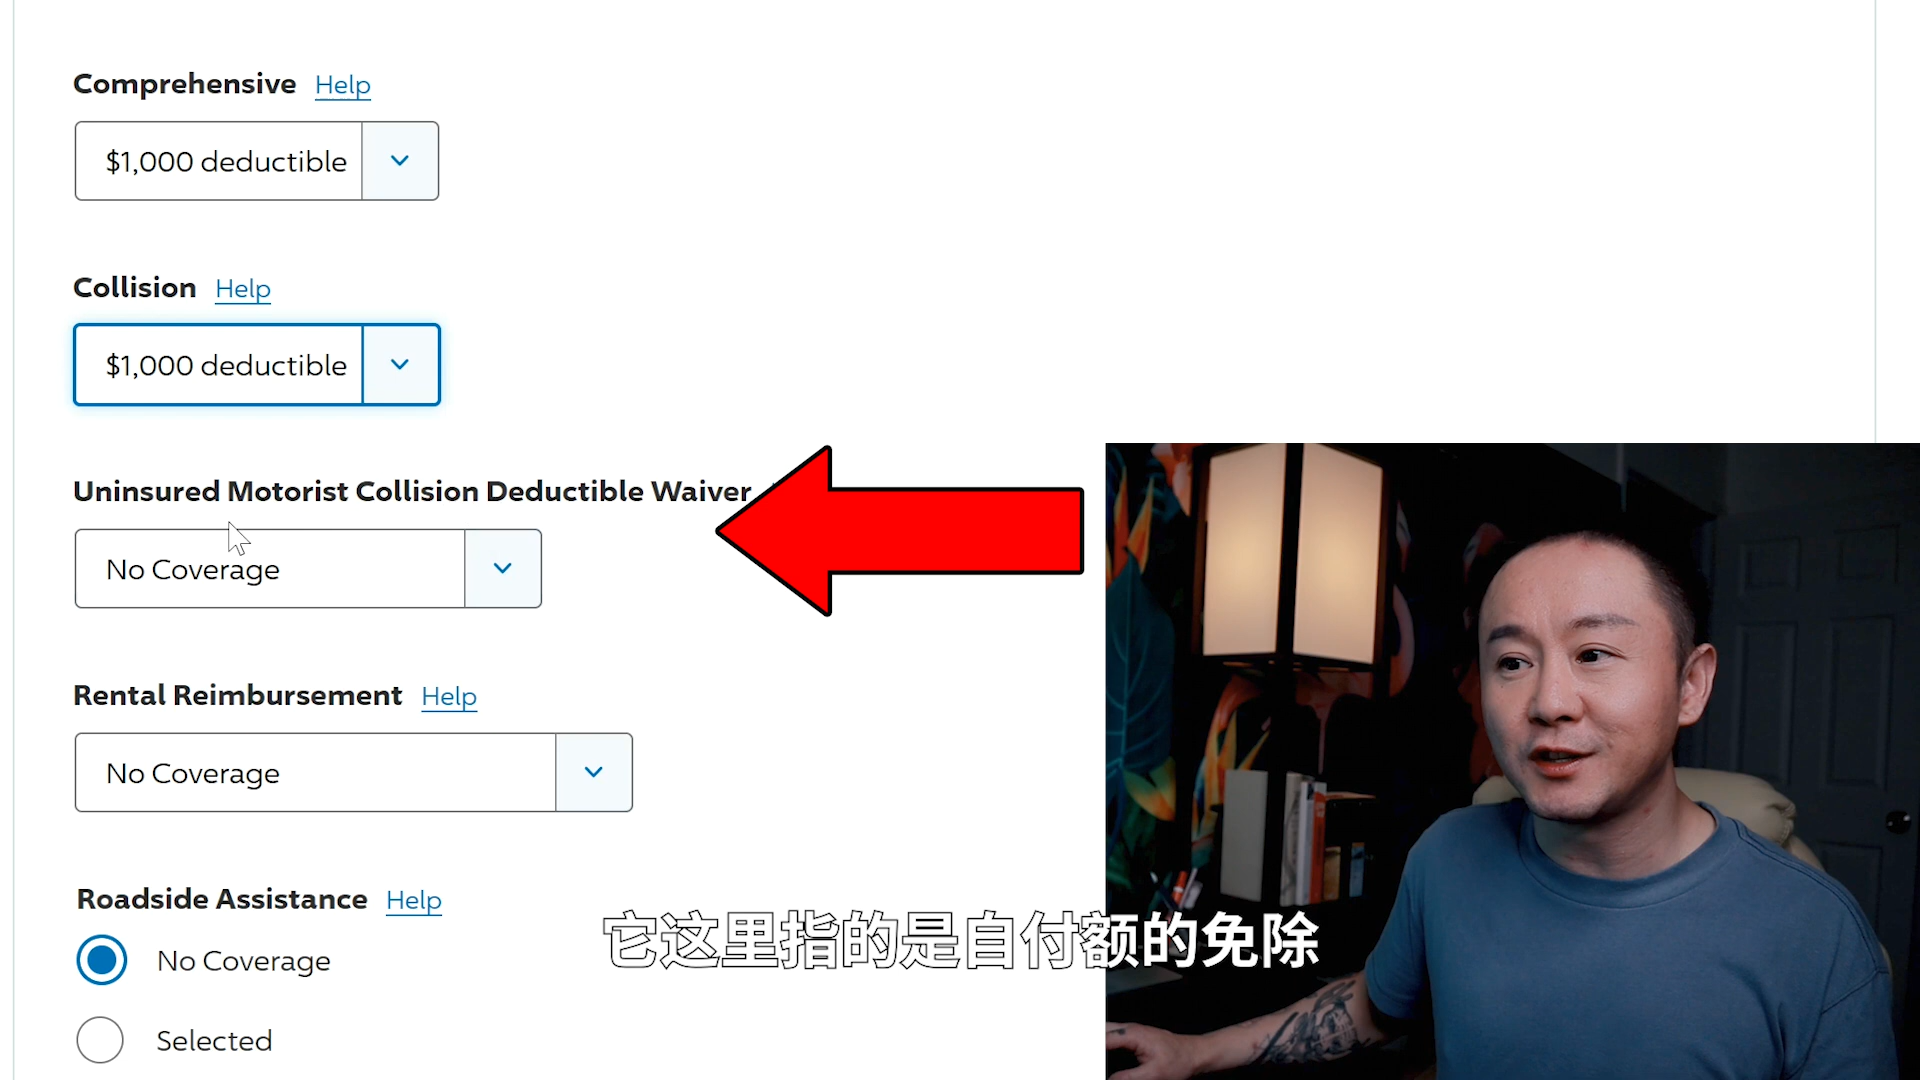 Comprehensive Help
$1,000 deductible
Collision Help
$1,000 deductible
Uninsured Motorist Collision Deductible Waiver
No Coverage
Rental Reimbursement Help
No Coverage
Roadside Assistance Help
No Coverage
Selected
它这里指的是自付额的免除